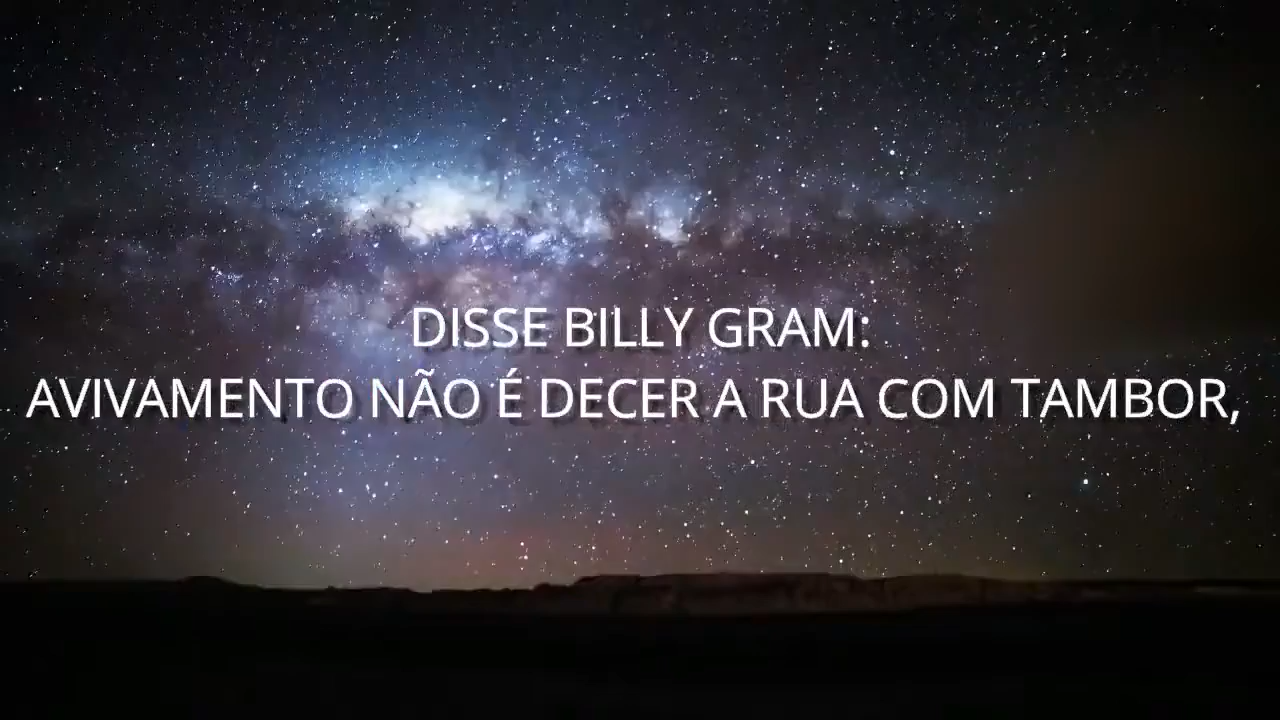 DISSE BILLY GRAM:
AVIVAMENTO NÃO É DECER A RUA COM TAMBOR,